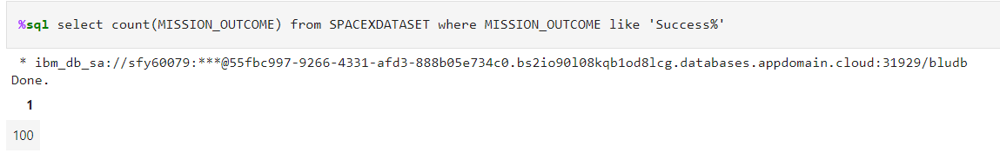 %sql select count(MISSION_OUTCOME) from SPACEXDATASET where MISSION_OUTCOME like 'Success%'
* ibm_db_sa://sfy60079:***@55fbc997-9266-4331-afd3-888b05e734c0.bs2io90l08kqb1od8lcg.databases.appdomain.cloud:31929/bludb
Done.
1
100